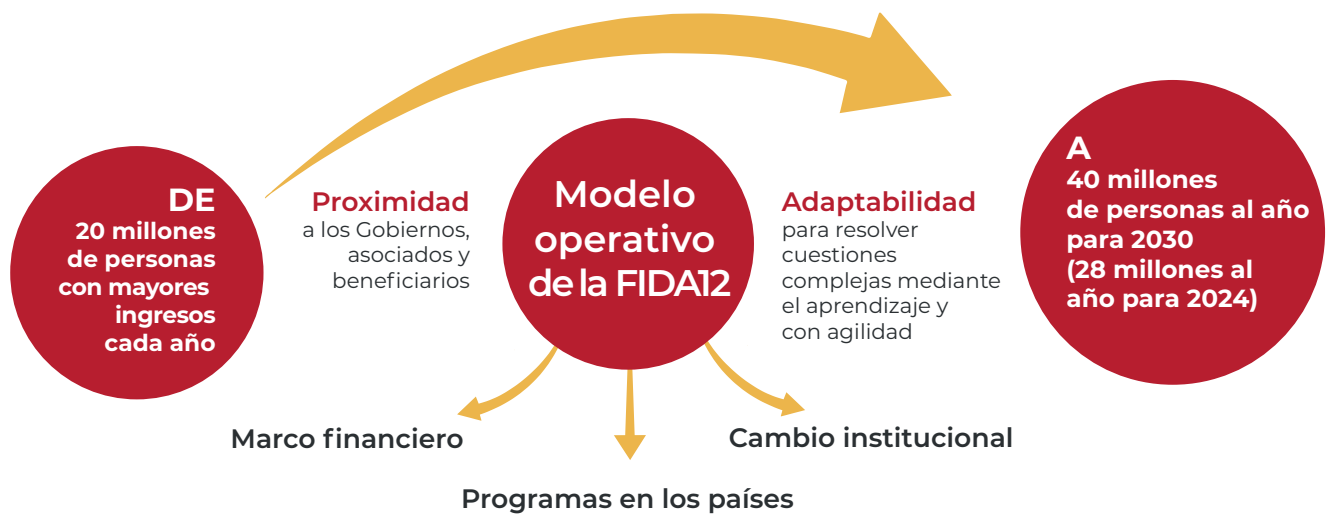 DE
20 millones
de personas
con mayores
ingresos
cada año
Proximidad
a los Gobiernos,
asociados y
beneficiarios
Modelo
operativo
de la FIDA12
Adaptabilidad
para resolver
cuestiones
complejas mediante
el aprendizaje y
con agilidad
A
40 millones
de personas al año
para 2030
(28 millones al
año para 2024)
Marco financiero
Programas en los países
Cambio institucional